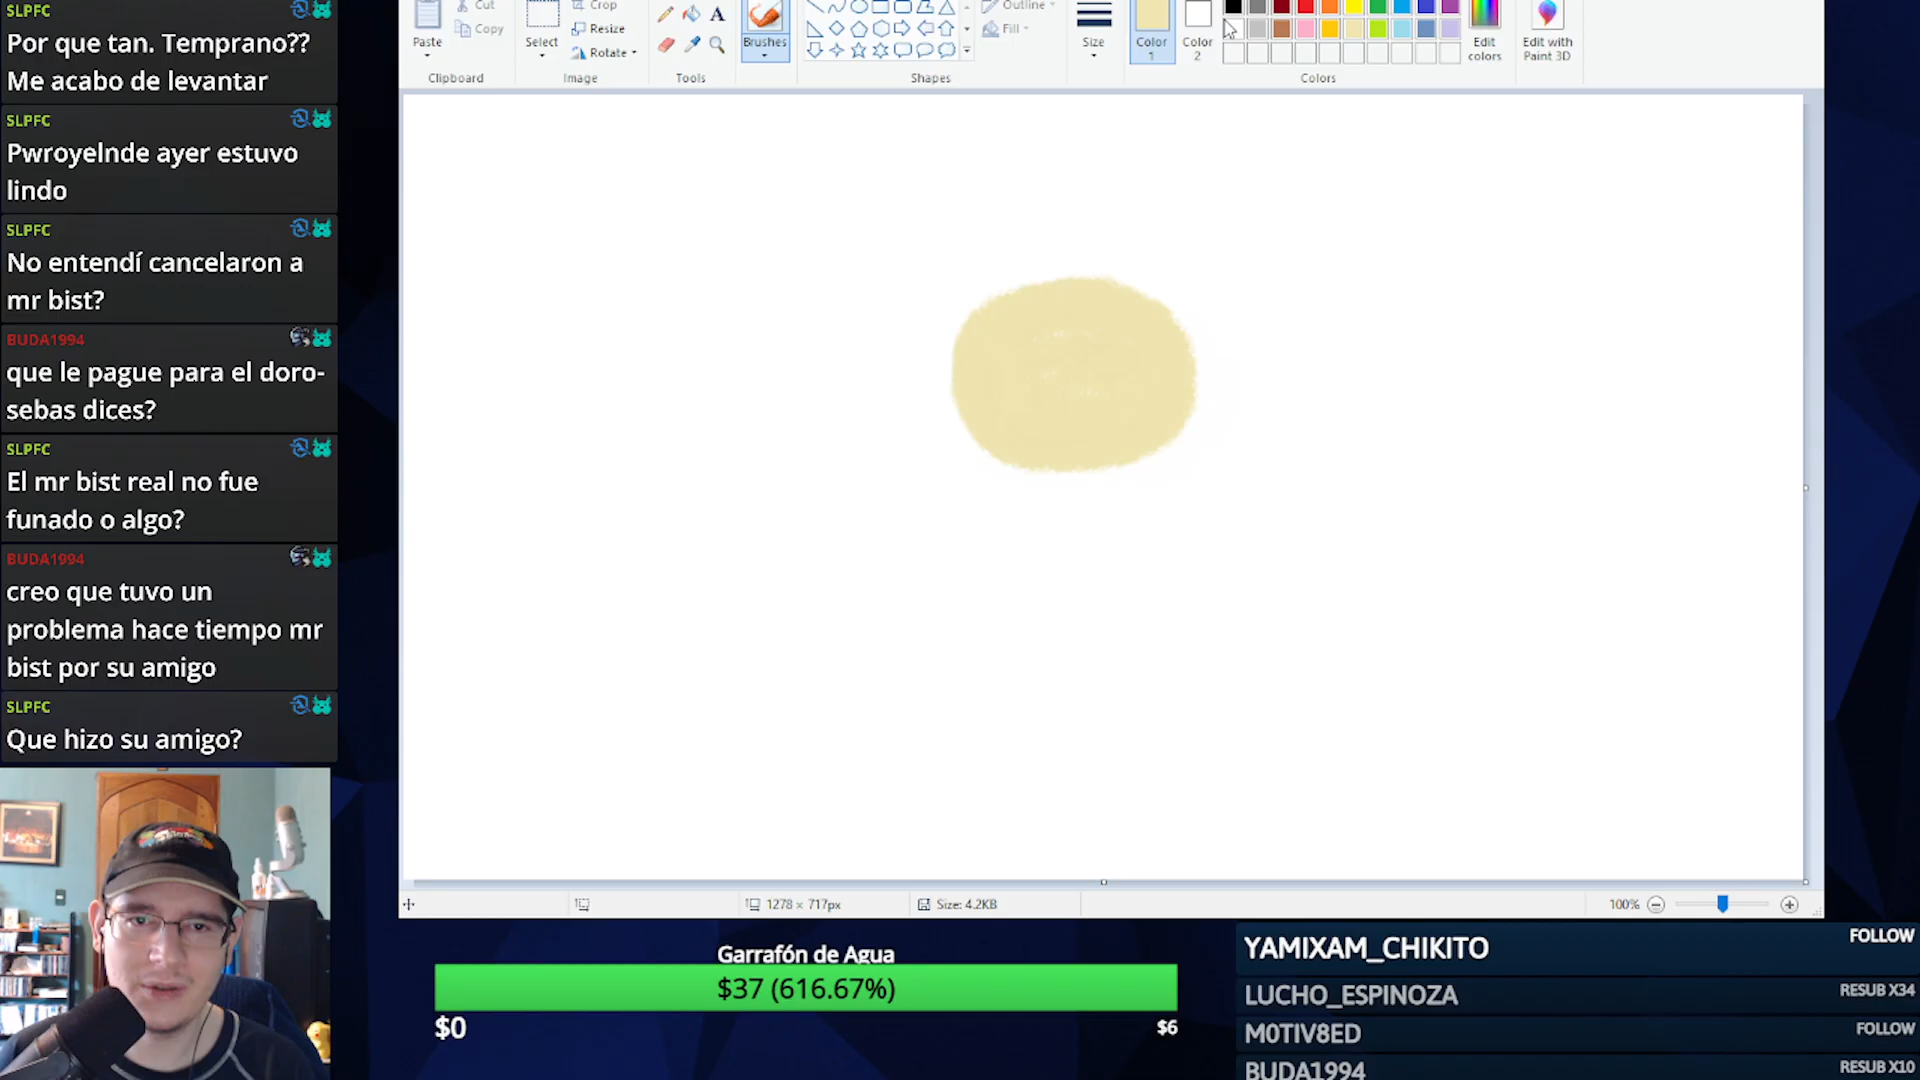 SLPFC
Por que tan. Temprano??
Me acabo de levantar
SLPFC
Pwroyelnde ayer estuvo
lindo
SLPFC
No entendí cancelaron a
mr bist?
BUDA1994
que le pague para el doro-
sebas dices?
SLPFC
El mr bist real no fue
funado o algo?
BUDA1994
creo que tuvo un
problema hace tiempo mr
bist por su amigo
SLPFC
Que hizo su amigo?
Paste
Cut
Copy
Clipboard
Select
Crop
Resize
Rotate
Image
A
Tools
Brushes
Shapes
Outline
Fill
Size
Color
1
Color
2
Colors
Edit
colors
Edit with
Paint 3D
1278 × 717px
Size: 4.2KB
100%
Garrafón de Agua
$37 (616.67%)
$0
$6
YAMIXAM_CHIKITO
FOLLOW
LUCHO_ESPINOZA
RESUB X34
M0TIV8ED
FOLLOW
BUDA1994
RESUB X10